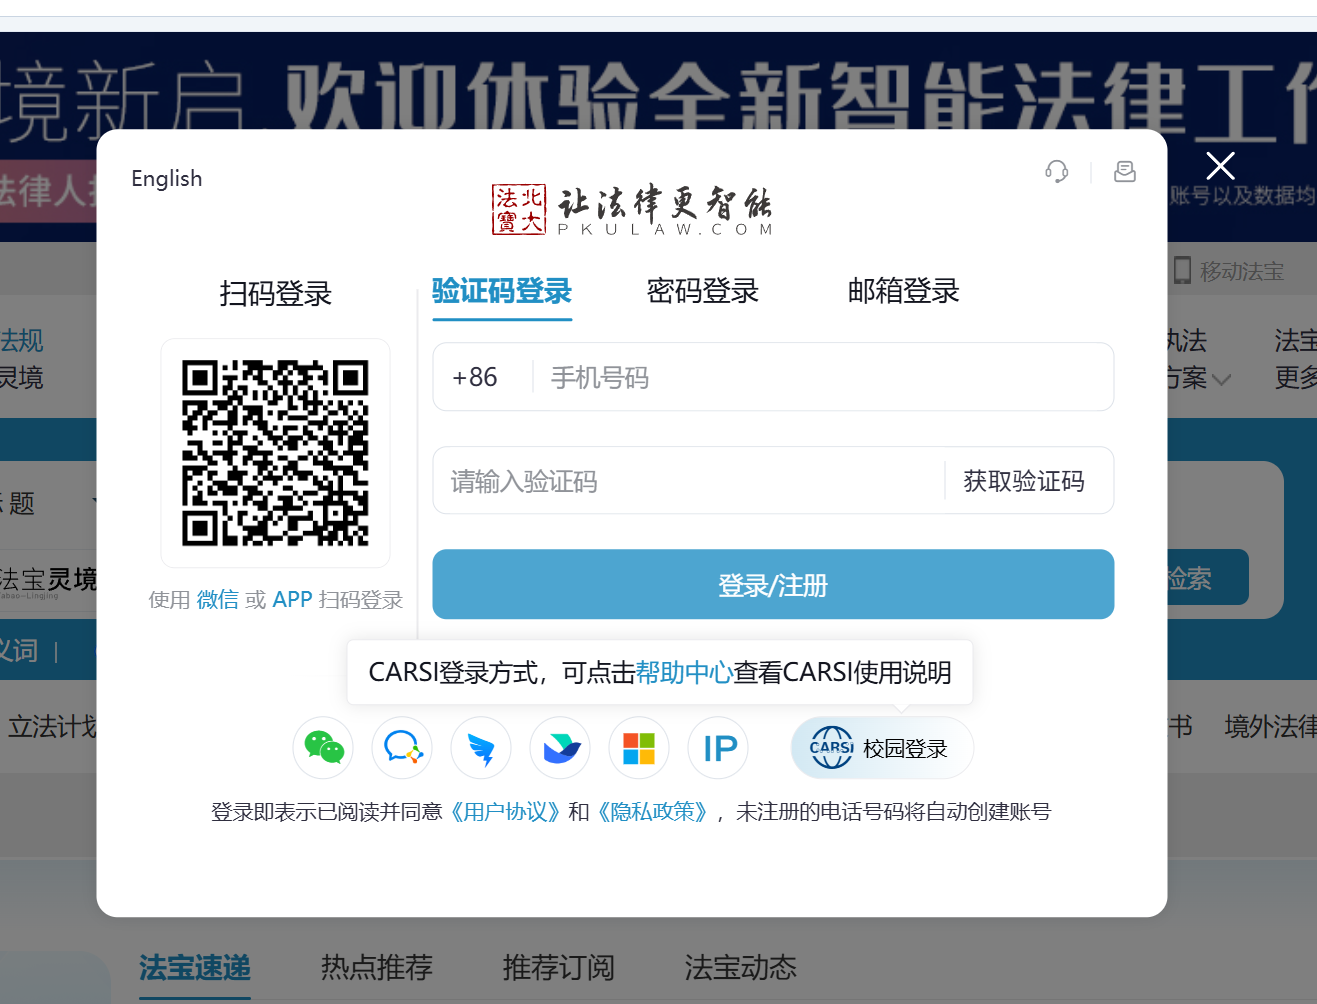 境新启，欢迎体验全新智能法律工作
法律人
账号以及数据均
English
北大法寶
让法律更智能
PKULAW.COM
移动法宝
扫码登录
验证码登录 密码登录 邮箱登录
法规
灵境
执法 法宝
方案 更多
+86 手机号码
请输入验证码 获取验证码
登录/注册
题
法宝灵境
检索
使用 微信 或 APP 扫码登录
议词 |
CARSI登录方式，可点击帮助中心查看CARSI使用说明
立法计划
书 境外法律
IP
CARSI 校园登录
登录即表示已阅读并同意《用户协议》和《隐私政策》，未注册的电话号码将自动创建账号
法宝速递 热点推荐 推荐订阅 法宝动态